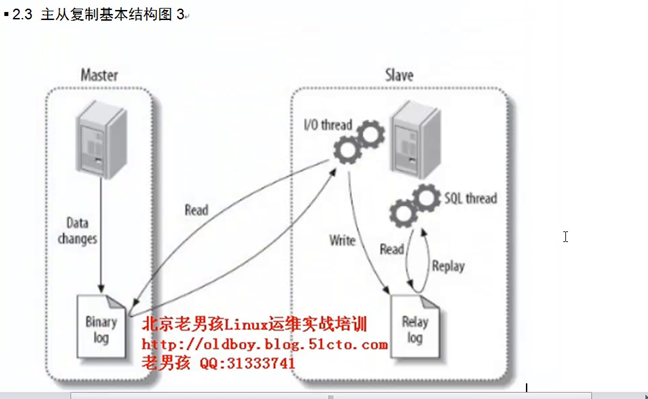 2.3 主从复制基本结构图 3
Master
Slave
I/O thread
SQL thread
Data
changes
Read
Write
Read
Replay
Binary
log
Relay
log
北京老男孩Linux运维实战培训
http://oldboy.blog.51cto.com
老男孩 QQ:31333741